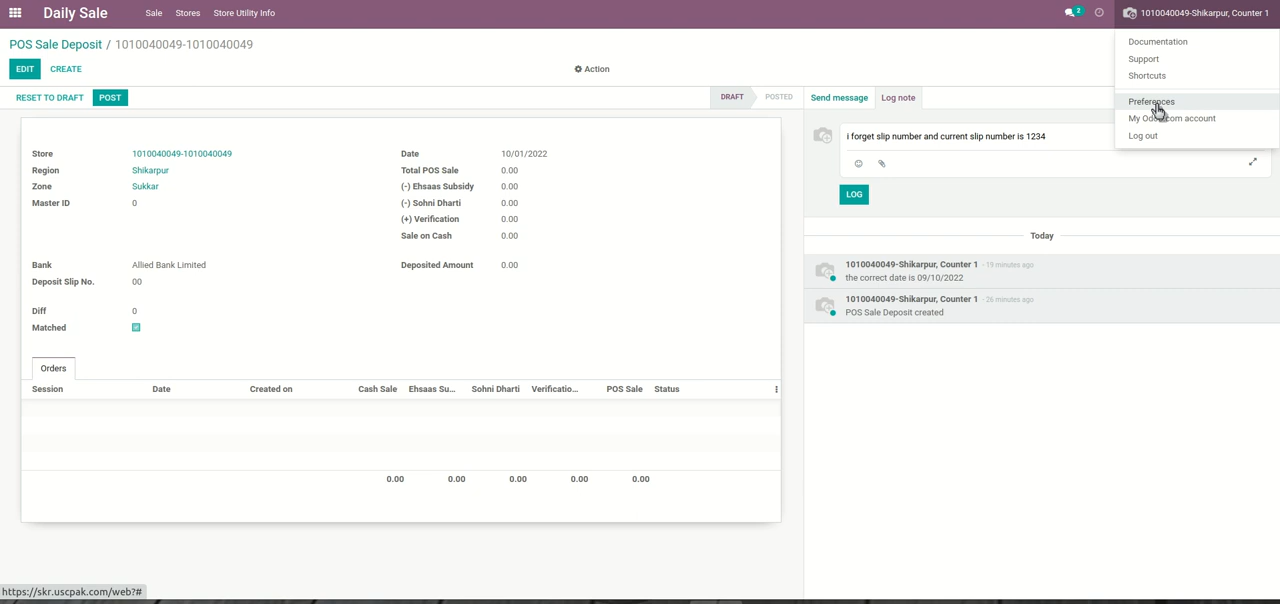 Daily Sale Sale Stores Store Utility Info 2 1010040049-Shikarpur, Counter 1
POS Sale Deposit / 1010040049-1010040049
EDIT CREATE Action
RESET TO DRAFT POST DRAFT POSTED Send message Log note
Documentation
Support
Shortcuts
Preferences
My Odoo.com account
Log out
Store 1010040049-1010040049 Date 10/01/2022
Region Shikarpur Total POS Sale 0.00
Zone Sukkar (-) Ehsaas Subsidy 0.00
Master ID 0 (-) Sohni Dharti 0.00
(+) Verification 0.00
Sale on Cash 0.00
Bank Allied Bank Limited Deposited Amount 0.00
Deposit Slip No. 00
Diff 0
Matched
Orders
Session Date Created on Cash Sale Ehsaas Su... Sohni Dharti Verificatio... POS Sale Status
0.00 0.00 0.00 0.00 0.00
i forget slip number and current slip number is 1234
LOG
Today
1010040049-Shikarpur, Counter 1 - 19 minutes ago
the correct date is 09/10/2022
1010040049-Shikarpur, Counter 1 - 26 minutes ago
POS Sale Deposit created
https://skr.uscpak.com/web?#